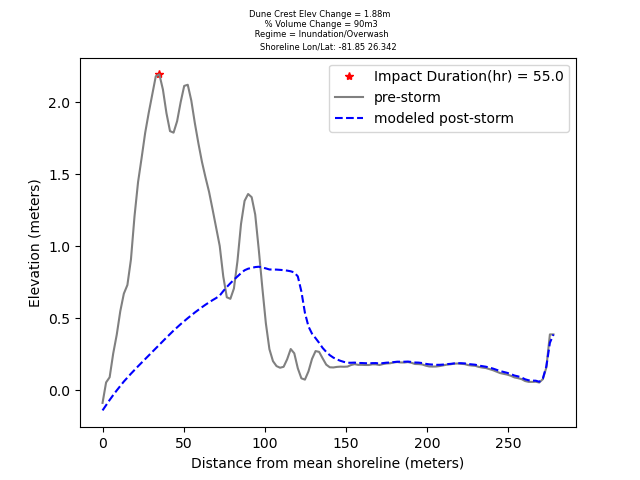 Dune Crest Elev Change = 1.88m
% Volume Change = 90m3
Regime = Inundation/Overwash
Shoreline Lon/Lat: -81.85 26.342
Impact Duration(hr) = 55.0
pre-storm
modeled post-storm
Elevation (meters)
2.0
1.5
1.0
0.5
0.0
0 50 100 150 200 250
Distance from mean shoreline (meters)